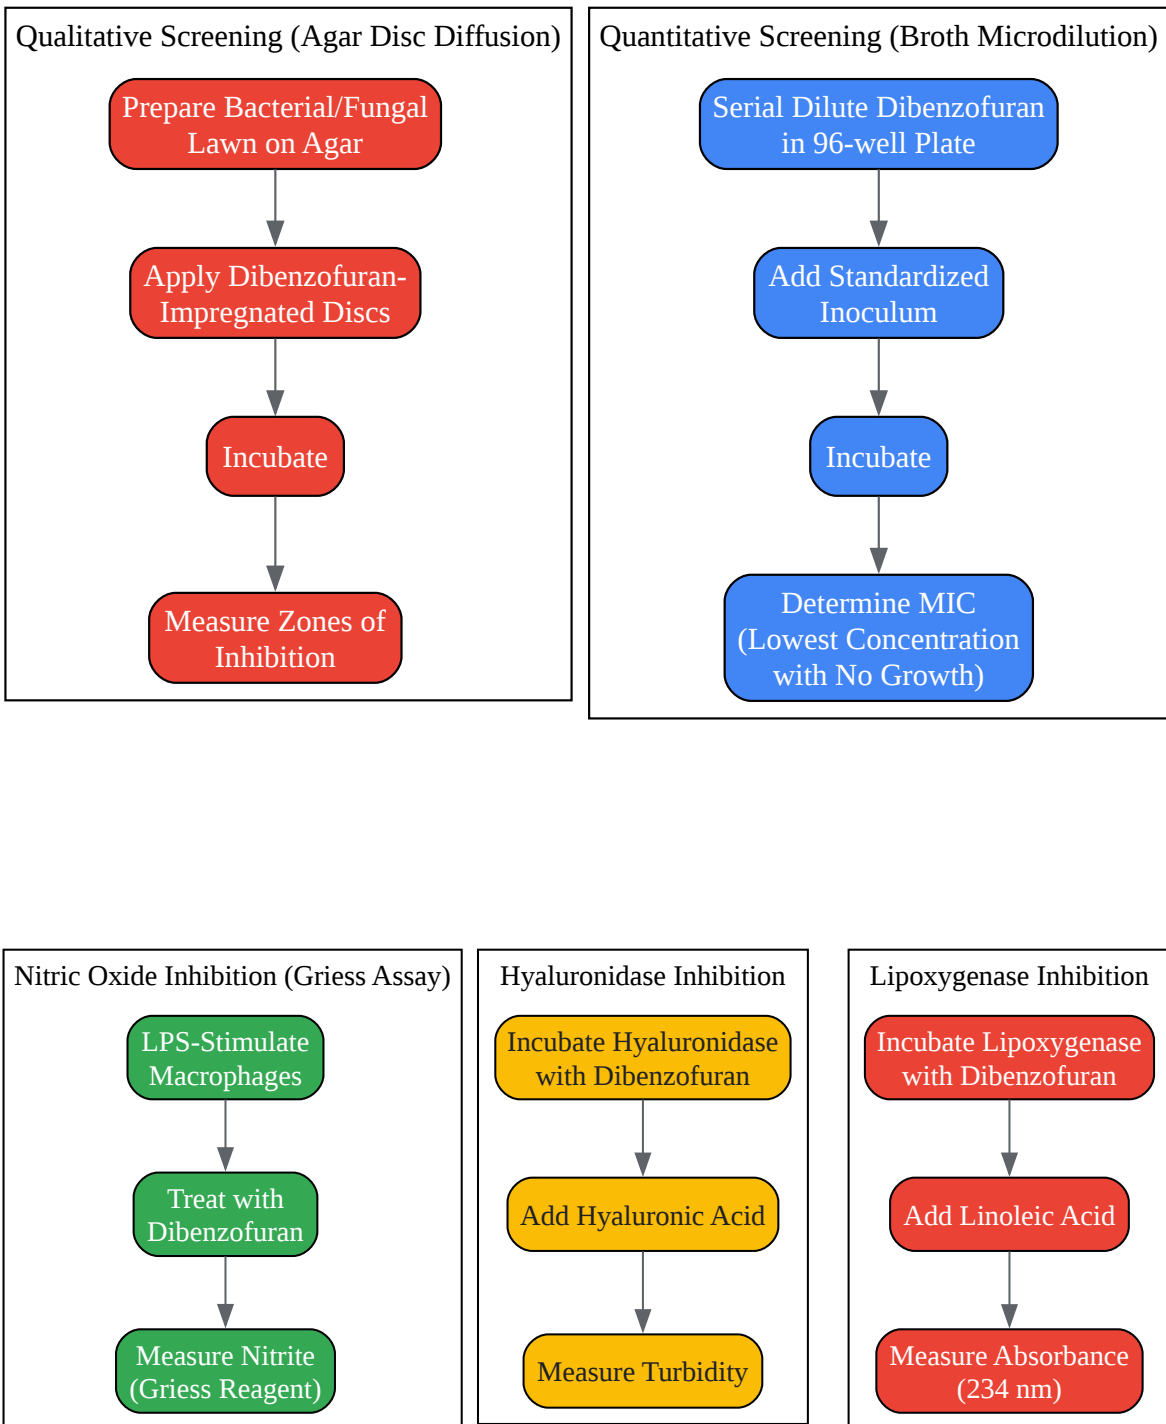 Qualitative Screening (Agar Disc Diffusion)
Prepare Bacterial/Fungal
Lawn on Agar
Apply Dibenzofuran-
Impregnated Discs
Incubate
Measure Zones of
Inhibition
Quantitative Screening (Broth Microdilution)
Serial Dilute Dibenzofuran
in 96-well Plate
Add Standardized
Inoculum
Incubate
Determine MIC
(Lowest Concentration
with No Growth)
Nitric Oxide Inhibition (Griess Assay)
LPS-Stimulate
Macrophages
Treat with
Dibenzofuran
Measure Nitrite
(Griess Reagent)
Hyaluronidase Inhibition
Incubate Hyaluronidase
with Dibenzofuran
Add Hyaluronic Acid
Measure Turbidity
Lipoxygenase Inhibition
Incubate Lipoxygenase
with Dibenzofuran
Add Linoleic Acid
Measure Absorbance
(234 nm)